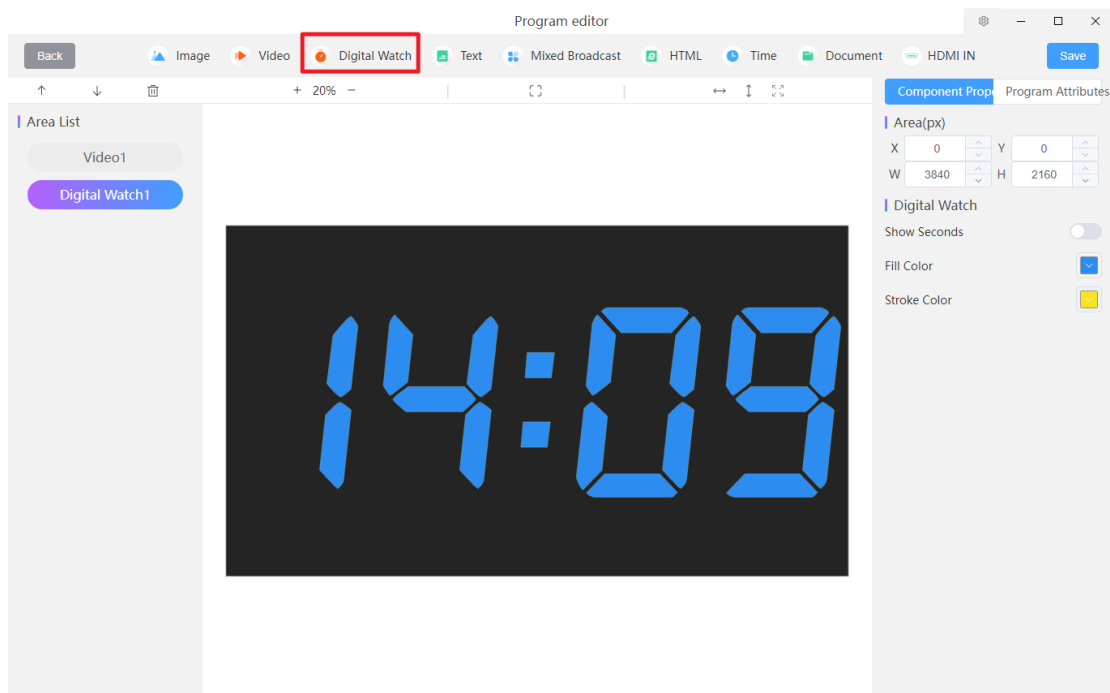 Program editor
Back Image Video Digital Watch Text Mixed Broadcast HTML Time Document HDMI IN Save
+ 20% −
Component Prope Program Attributes
Area List
Video1
Digital Watch1
Area(px)
X 0 Y 0
W 3840 H 2160
Digital Watch
Show Seconds
Fill Color
Stroke Color
14:09